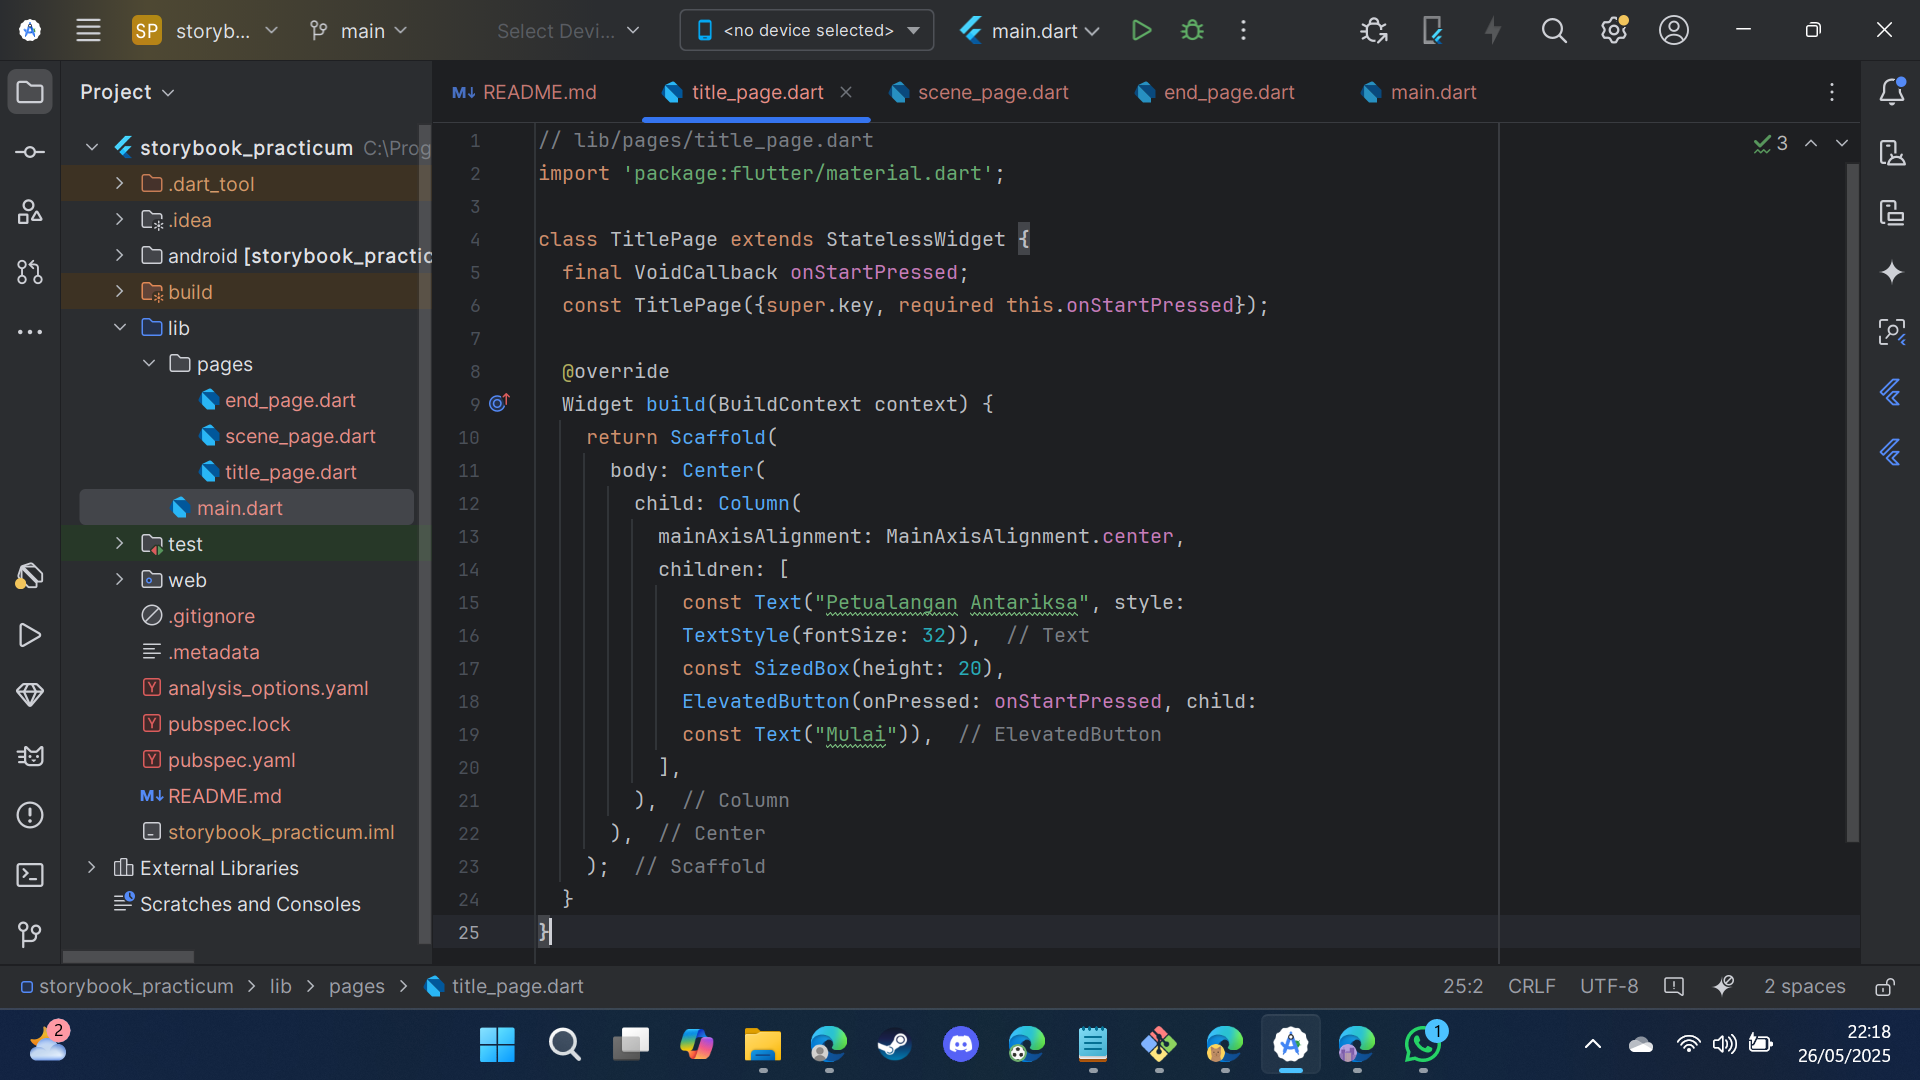 SP storyb... main Select Devi... <no device selected> main.dart
Project
README.md title_page.dart scene_page.dart end_page.dart main.dart
storybook_practicum C:\Prog
.dart_tool
.idea
android [storybook_practic
build
lib
pages
end_page.dart
scene_page.dart
title_page.dart
main.dart
test
web
.gitignore
.metadata
analysis_options.yaml
pubspec.lock
pubspec.yaml
README.md
storybook_practicum.iml
External Libraries
Scratches and Consoles
3
1 // lib/pages/title_page.dart
2 import 'package:flutter/material.dart';
3
4 class TitlePage extends StatelessWidget {
5 final VoidCallback onStartPressed;
6 const TitlePage({super.key, required this.onStartPressed});
7
8 @override
9 Widget build(BuildContext context) {
10 return Scaffold(
11 body: Center(
12 child: Column(
13 mainAxisAlignment: MainAxisAlignment.center,
14 children: [
15 const Text("Petualangan Antariksa", style:
16 TextStyle(fontSize: 32)), // Text
17 const SizedBox(height: 20),
18 ElevatedButton(onPressed: onStartPressed, child:
19 const Text("Mulai")), // ElevatedButton
20 ],
21 ), // Column
22 ), // Center
23 ); // Scaffold
24 }
25 }
storybook_practicum > lib > pages > title_page.dart 25:2 CRLF UTF-8 2 spaces
2
1
22:18
26/05/2025